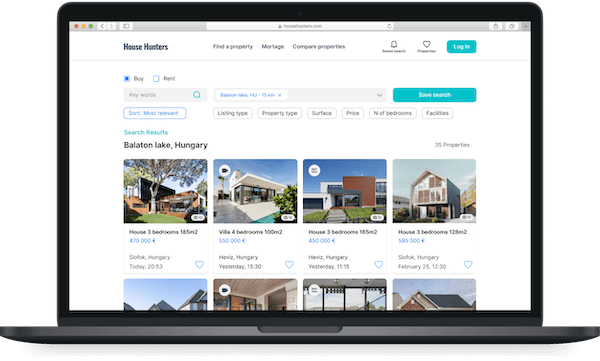 househunters.com
House Hunters
Find a property
Mortage
Compare properties
Saved search
Properties
Log In
Buy
Rent
Key words
Balaton lake, HU - 15 km ×
Save search
Sort: Most relevant
Listing type
Property type
Surface
Price
N of bedrooms
Facilities
Search Results
Balaton lake, Hungary
35 Properties
House 3 bedrooms 185m2
470 000 €
Siofok, Hungary
Today, 20:53
Villa 4 bedrooms 100m2
550 000 €
Heviz, Hungary
Yesterday, 15:30
House 3 bedrooms 165m2
450 000 €
Heviz, Hungary
Yesterday, 11:15
House 3 bedrooms 128m2
595 000 €
Siofok, Hungary
February 25, 12:30